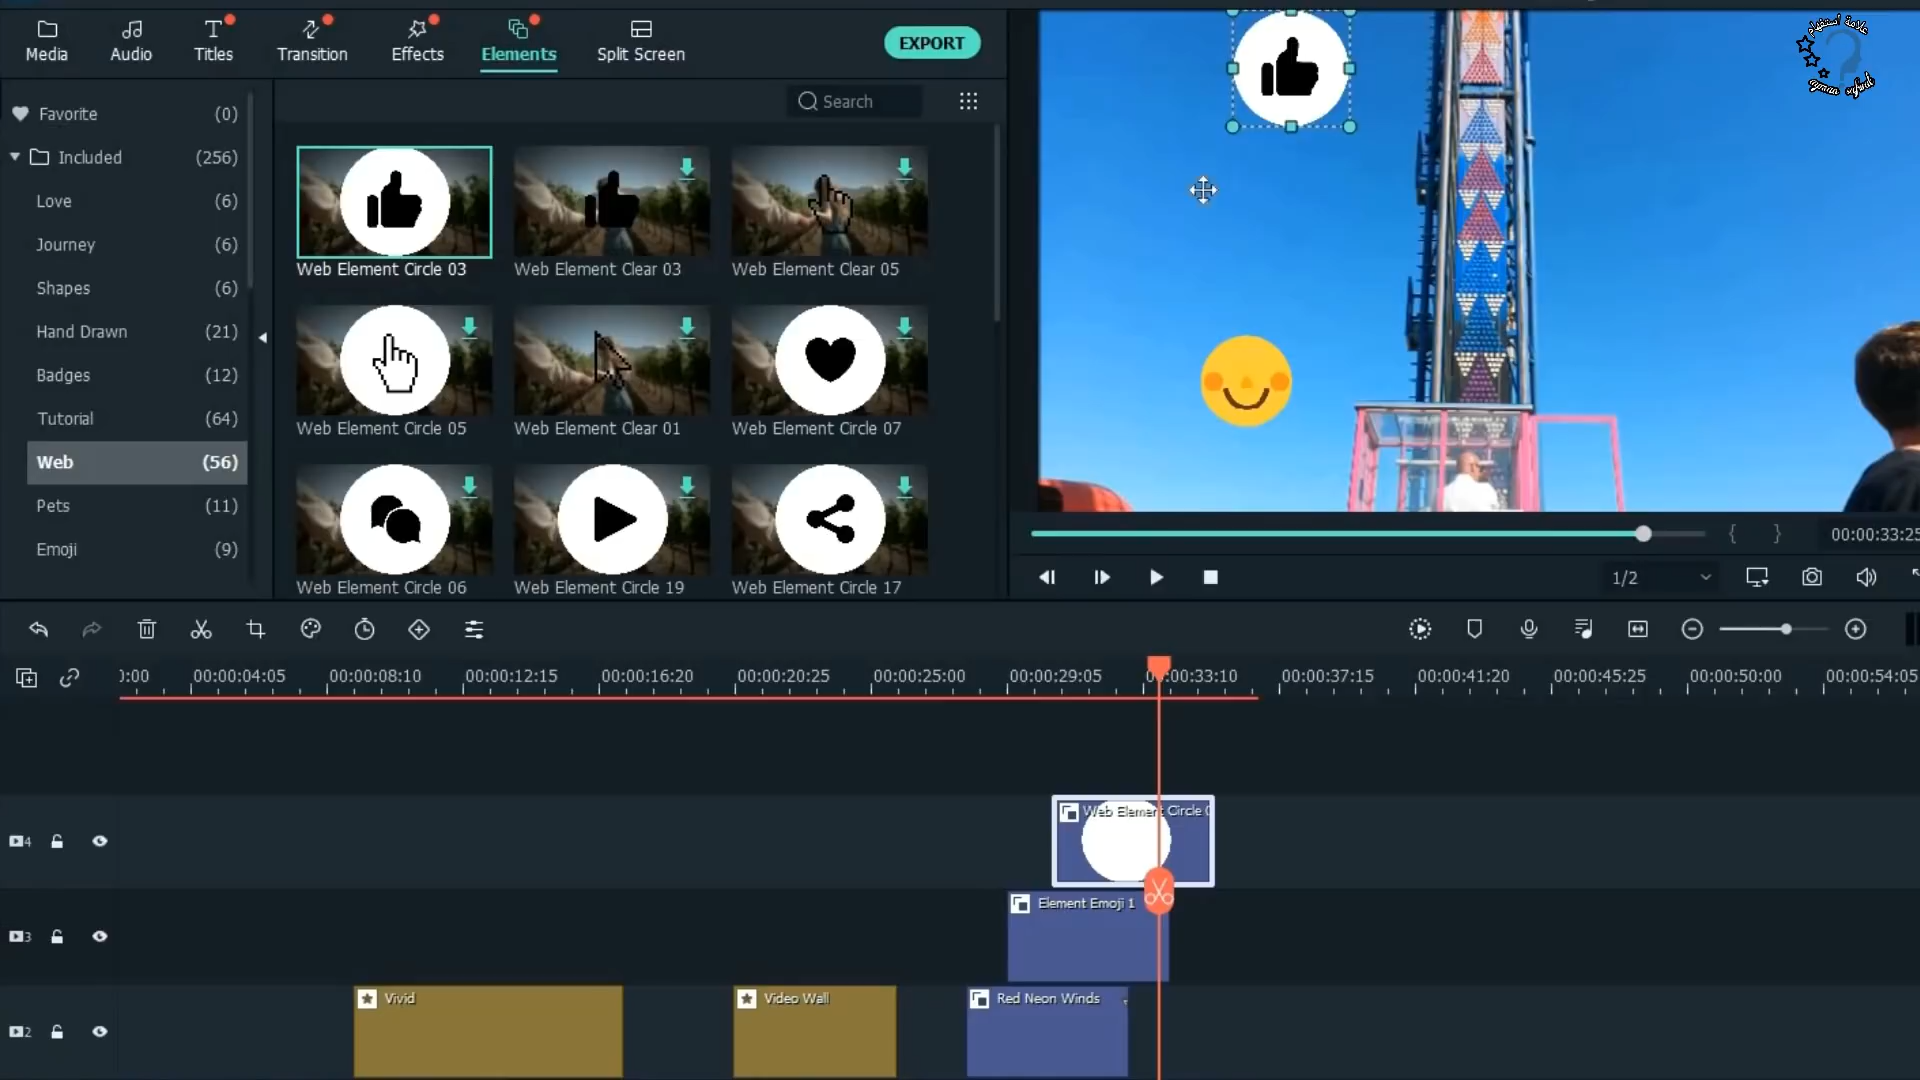 Media
Audio
Titles
Transition
Effects
Elements
Split Screen
EXPORT
علامة استفهام
ayman safwat
Favorite (0)
Included (256)
Love (6)
Journey (6)
Shapes (6)
Hand Drawn (21)
Badges (12)
Tutorial (64)
Web (56)
Pets (11)
Emoji (9)
Search
Web Element Circle 03
Web Element Clear 03
Web Element Clear 05
Web Element Circle 05
Web Element Clear 01
Web Element Circle 07
Web Element Circle 06
Web Element Circle 19
Web Element Circle 17
{ } 00:00:33:25
1/2
0:00 00:00:04:05 00:00:08:10 00:00:12:15 00:00:16:20 00:00:20:25 00:00:25:00 00:00:29:05 00:00:33:10 00:00:37:15 00:00:41:20 00:00:45:25 00:00:50:00 00:00:54:05
4
Web Element Circle 0
3
Element Emoji 1
2
Vivid
Video Wall
Red Neon Winds